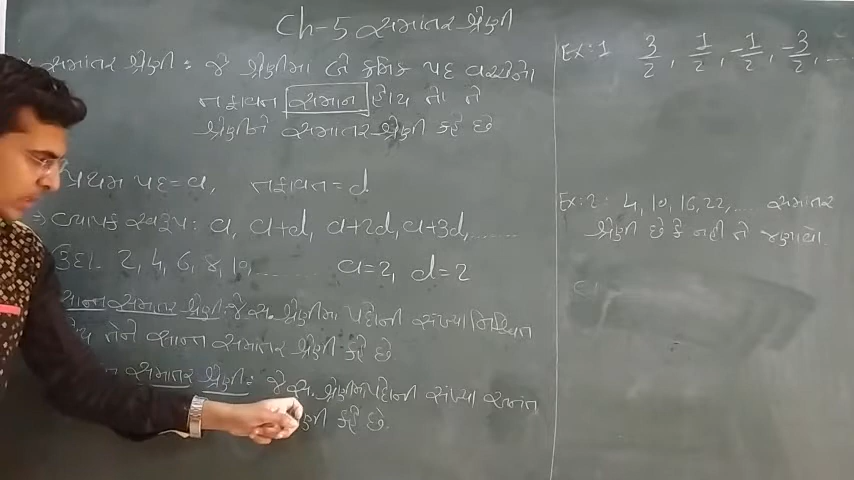 Ch-5 સમાંતર શ્રેણી
સમાંતર શ્રેણી : જે શ્રેણીમાં બે ક્રમિક પદ વચ્ચેનો
તફાવત સમાન હોય તો તે
શ્રેણીને સમાંતર શ્રેણી કહે છે
પ્રથમ પદ = a, તફાવત = d
⇒ વ્યાપક સ્વરૂપ : a, a+d, a+2d, a+3d, ........
ઉદા. 2, 4, 6, 8, 10, ........ a=2, d=2
સાન્ત સમાંતર શ્રેણી : જે સ. શ્રેણીમાં પદોની સંખ્યા નિશ્ચિત
હોય તેને સાન્ત સમાંતર શ્રેણી કહે છે.
સમાંતર શ્રેણી : જે સ. શ્રેણીમાં પદોની સંખ્યા અનંત
કહે છે.
Ex:1 3/2, 1/2, -1/2, -3/2, ...
Ex:2 4, 10, 16, 22, .... સમાંતર
શ્રેણી છે કે નહી તે જણાવો.